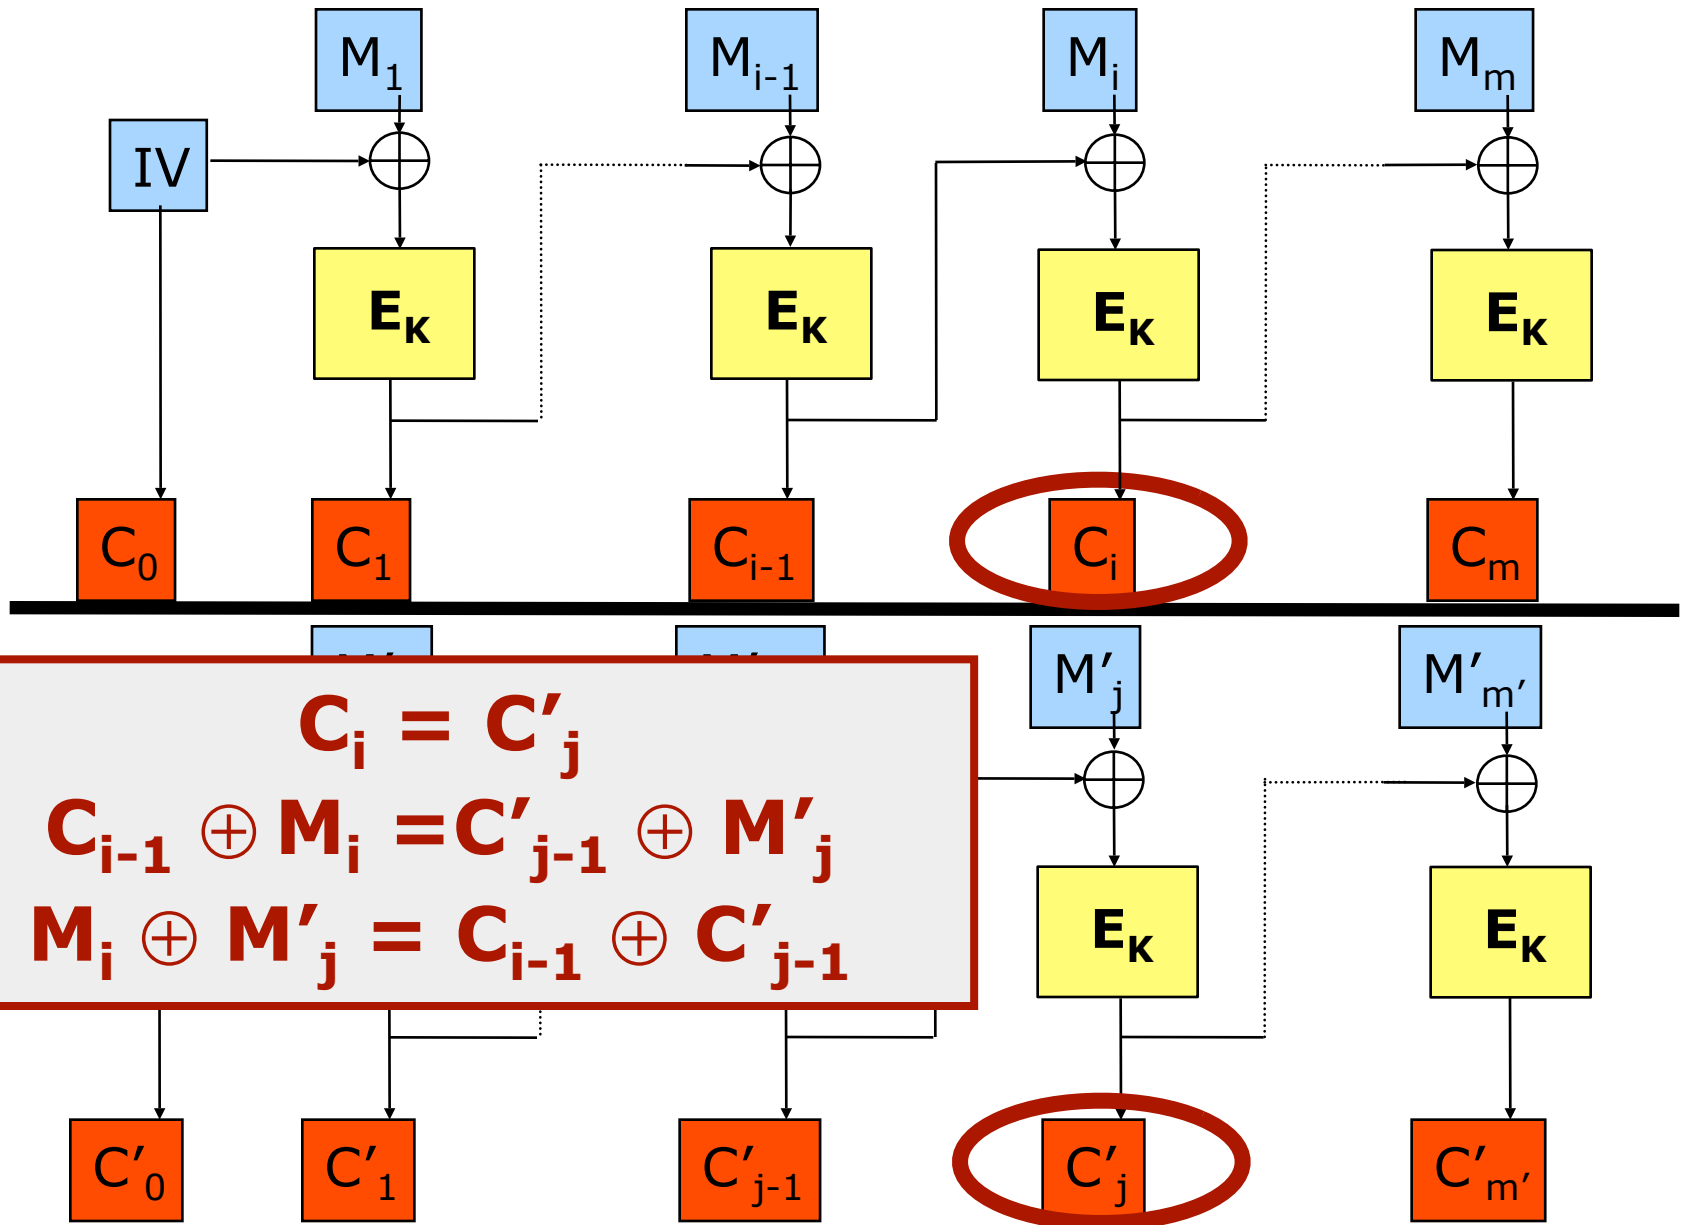 M1 Mi-1 Mi Mm
IV
EK EK EK EK
C0 C1 Ci-1 Ci Cm
M′j M′m′
Ci = C′j
Ci-1 ⊕ Mi =C′j-1 ⊕ M′j
Mi ⊕ M′j = Ci-1 ⊕ C′j-1
EK EK
C′0 C′1 C′j-1 C′j C′m′